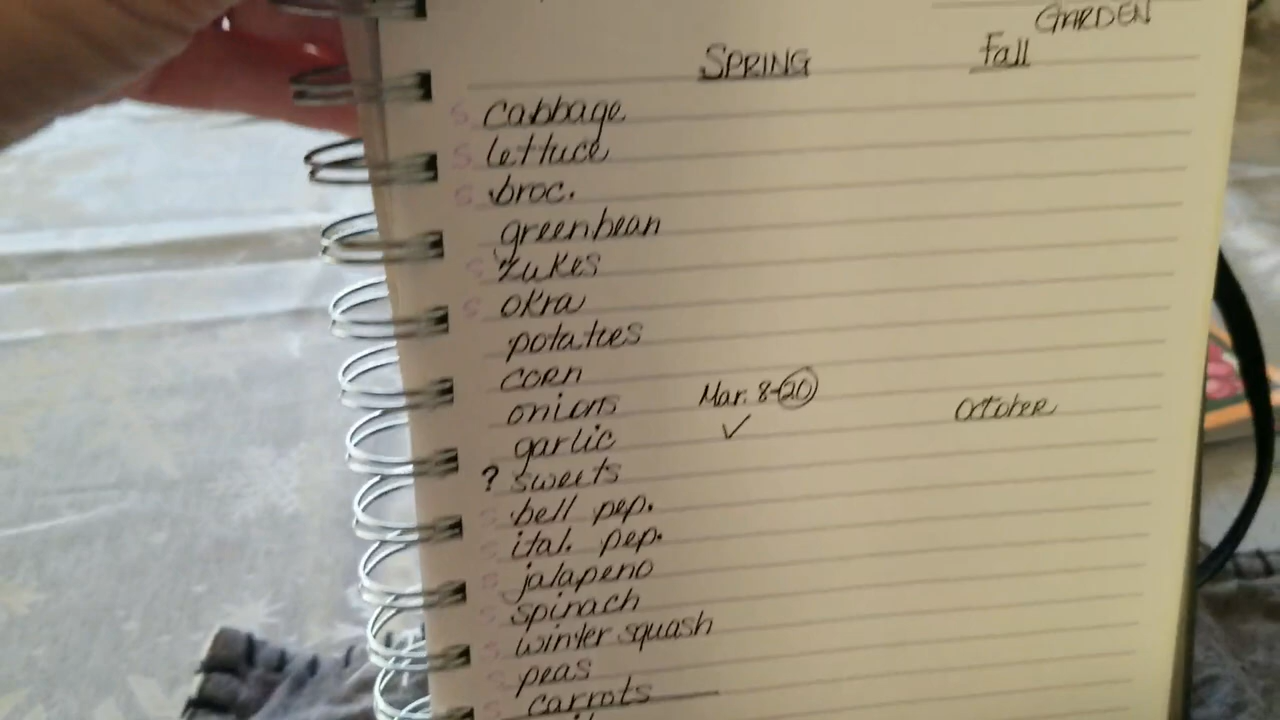 GARDEN
SPRING Fall
S cabbage
S lettuce
S broc.
greenbean
S zukes
S okra
potatoes
corn
onions Mar. 8-20
garlic ✓ October
? sweets
S bell pep.
S ital. pep.
S jalapeno
S spinach
S winter squash
S peas
carrots